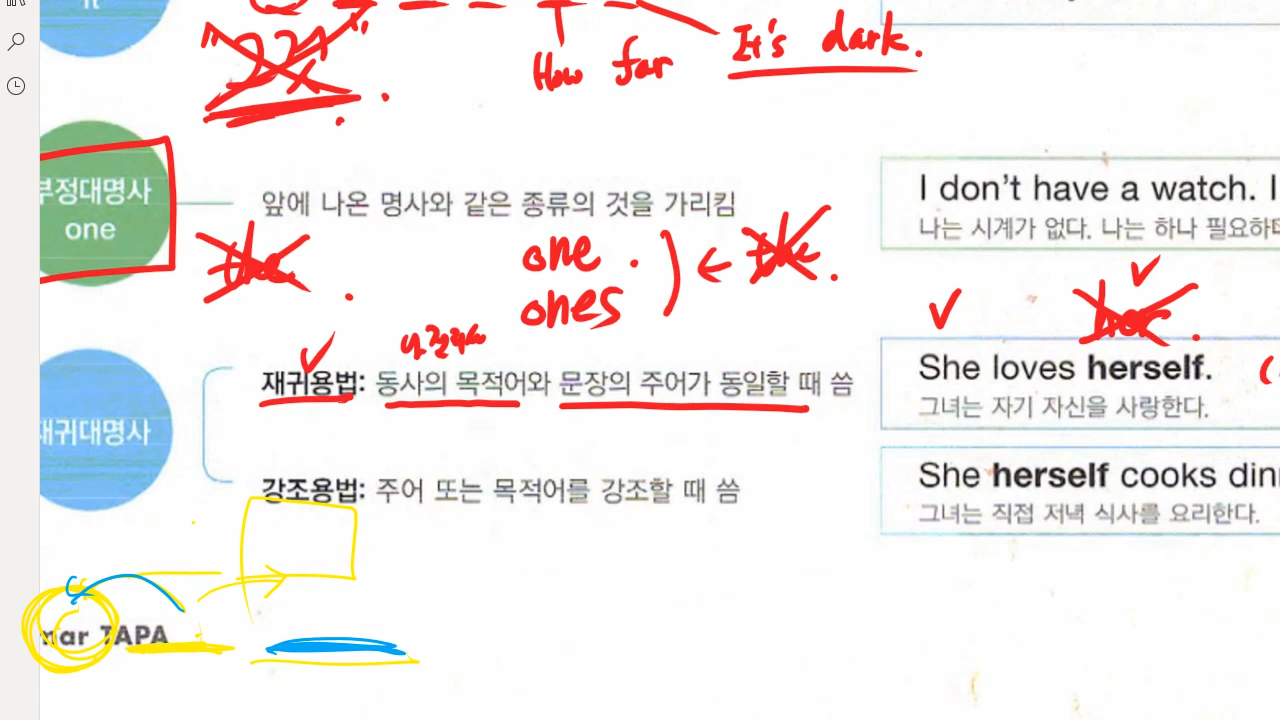 It
How far
It's dark.
부정대명사
one
앞에 나온 명사와 같은 종류의 것을 가리킴
I don't have a watch. I
나는 시계가 없다. 나는 하나 필요하
the
one.
ones
the.
her.
재귀용법: 동사의 목적어와 문장의 주어가 동일할 때 씀
She loves herself.
그녀는 자기 자신을 사랑한다.
재귀대명사
강조용법: 주어 또는 목적어를 강조할 때 씀
She herself cooks din
그녀는 직접 저녁 식사를 요리한다.
mar TAPA